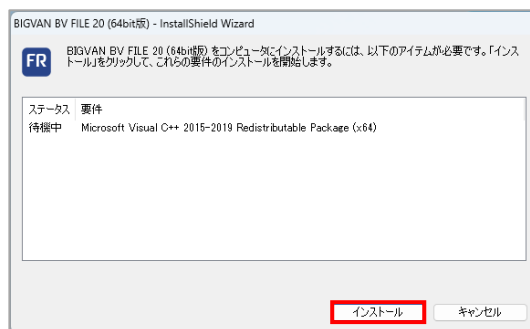 BIGVAN BV FILE 20 (64bit版) - InstallShield Wizard
FR
BIGVAN BV FILE 20 (64bit版) をコンピュータにインストールするには、以下のアイテムが必要です。「インス
トール」をクリックして、これらの要件のインストールを開始します。
ステータス 要件
待機中 Microsoft Visual C++ 2015-2019 Redistributable Package (x64)
インストール キャンセル